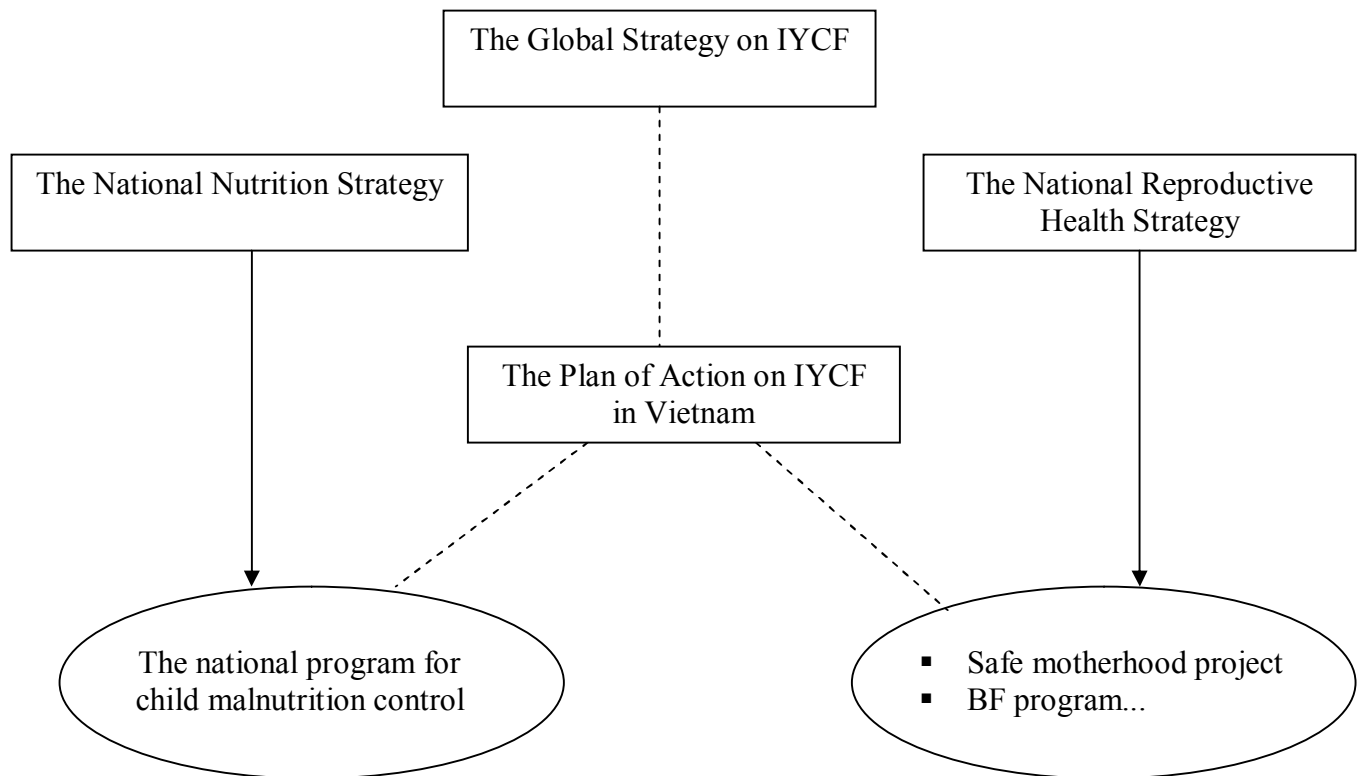 The Global Strategy on IYCF
The National Nutrition Strategy
The National Reproductive
Health Strategy
The Plan of Action on IYCF
in Vietnam
The national program for
child malnutrition control
▪ Safe motherhood project
▪ BF program...